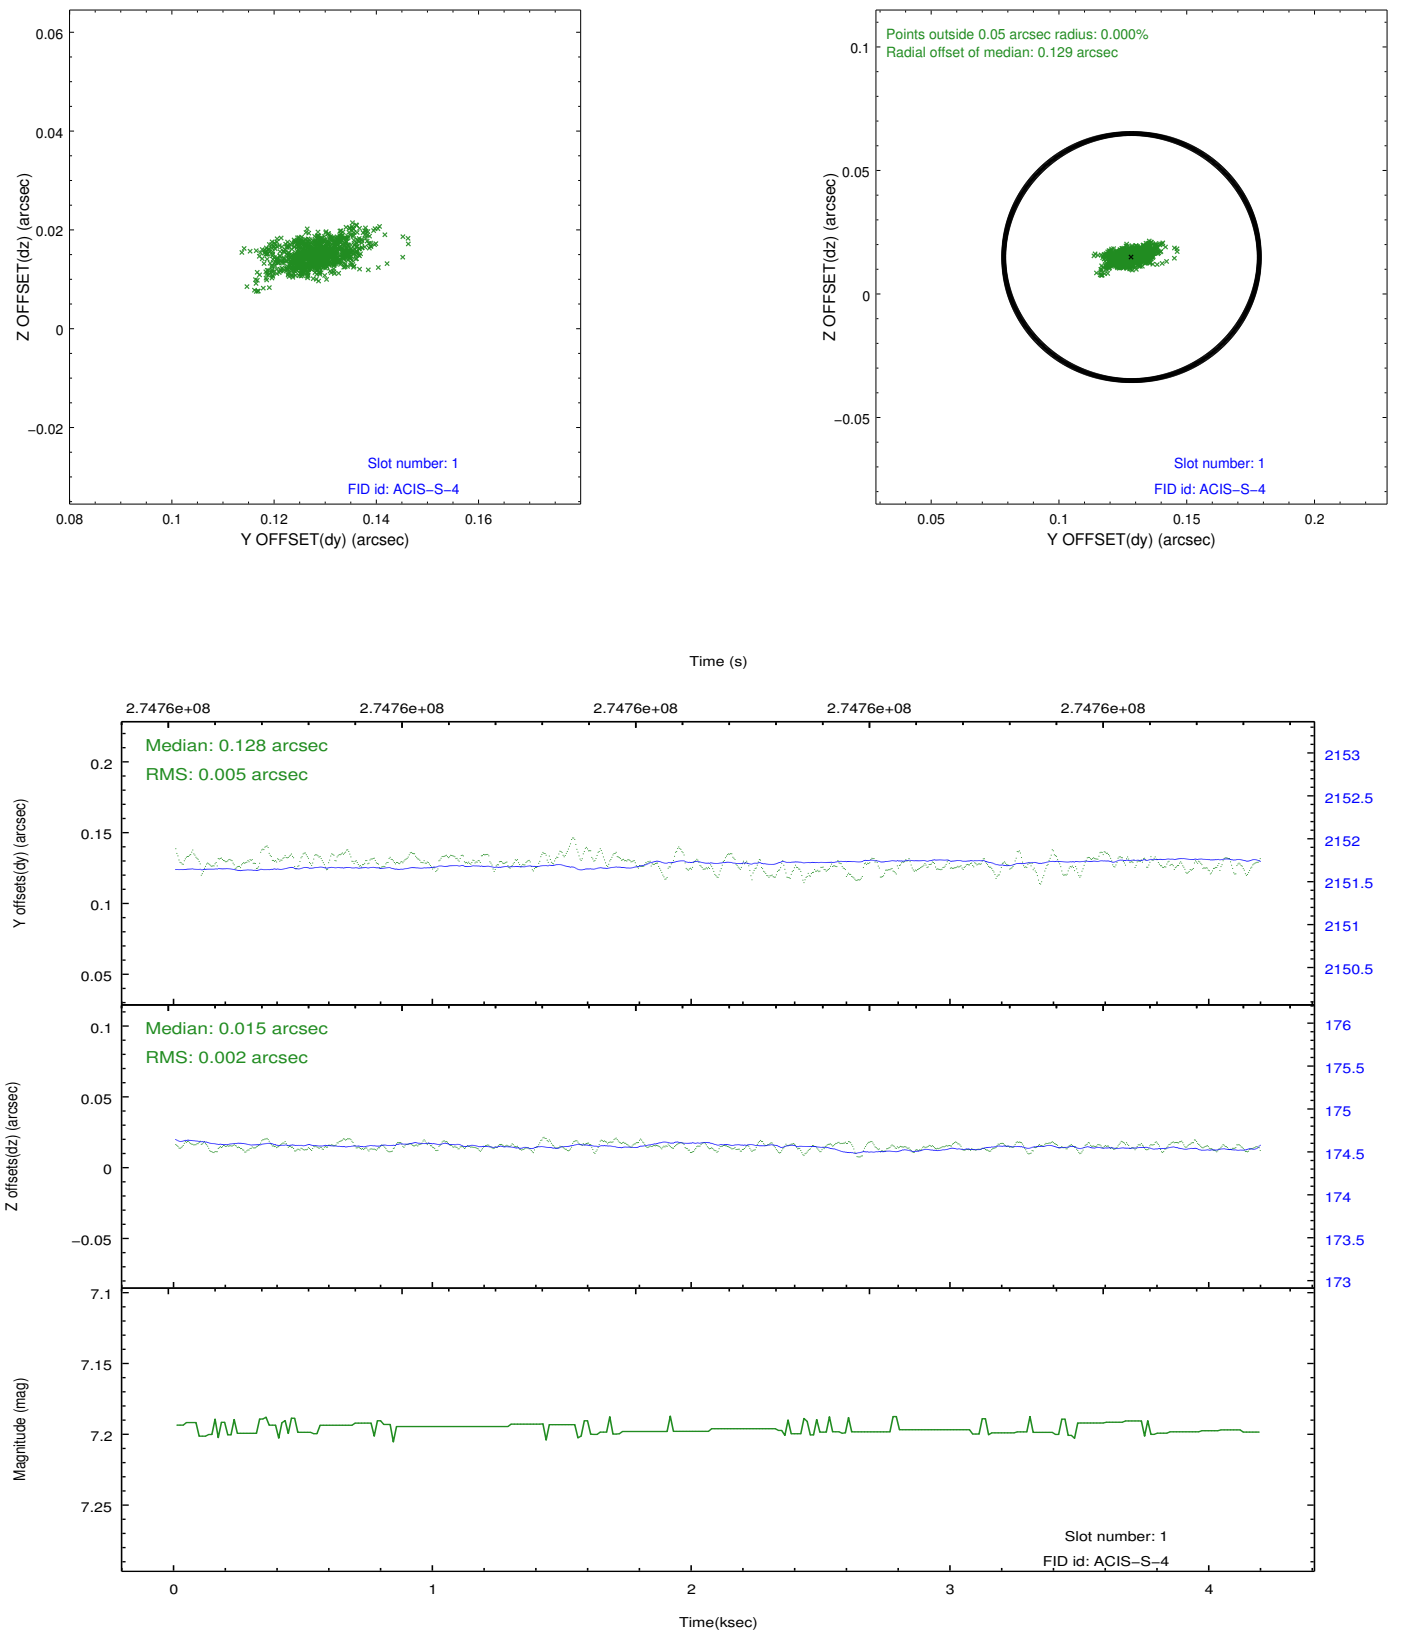 0.06
0.04
0.02
0
−0.02
0.08
0.1
0.12
0.14
0.16
Z OFFSET(dz) (arcsec)
Y OFFSET(dy) (arcsec)
Slot number: 1
FID id: ACIS−S−4
Points outside 0.05 arcsec radius: 0.000%
Radial offset of median: 0.129 arcsec
0.1
0.05
0
−0.05
0.05
0.1
0.15
0.2
Z OFFSET(dz) (arcsec)
Y OFFSET(dy) (arcsec)
Slot number: 1
FID id: ACIS−S−4
Time (s)
2.7476e+08
2.7476e+08
2.7476e+08
2.7476e+08
2.7476e+08
Median: 0.128 arcsec
RMS: 0.005 arcsec
Y offsets(dy) (arcsec)
0.2
0.15
0.1
0.05
2153
2152.5
2152
2151.5
2151
2150.5
Median: 0.015 arcsec
RMS: 0.002 arcsec
Z offsets(dz) (arcsec)
0.1
0.05
0
−0.05
176
175.5
175
174.5
174
173.5
173
Magnitude (mag)
7.1
7.15
7.2
7.25
Slot number: 1
FID id: ACIS−S−4
0
1
2
3
4
Time(ksec)